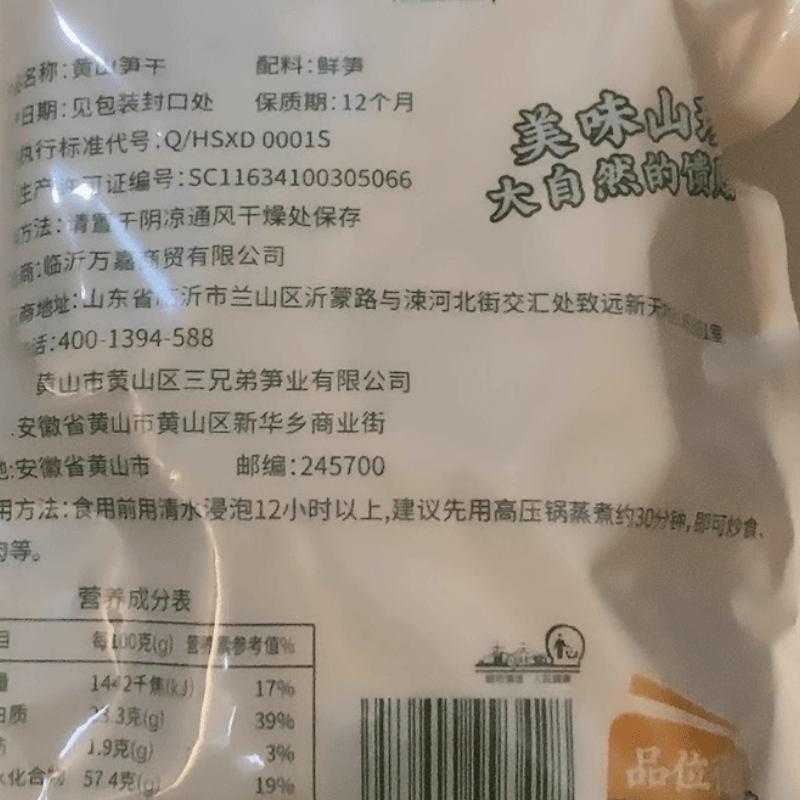 名称:黄山笋干 配料:鲜笋
日期:见包装封口处 保质期:12个月
执行标准代号:Q/HSXD 0001S
生产许可证编号:SC11634100305066
方法:请置于阴凉通风干燥处保存
商:临沂万嘉商贸有限公司
商地址:山东省临沂市兰山区沂蒙路与涑河北街交汇处致远新天
话:400-1394-588
黄山市黄山区三兄弟笋业有限公司
安徽省黄山市黄山区新华乡商业街
地:安徽省黄山市 邮编:245700
用方法:食用前用清水浸泡12小时以上,建议先用高压锅蒸煮约30分钟,即可炒食、
肉等。
美味山
大自然的馈
营养成分表
目 每100克(g) 营养素参考值%
量 1442千焦(kJ) 17%
白质 23.3克(g) 39%
肪 1.9克(g) 3%
水化合物 57.4克(g) 19%
品位